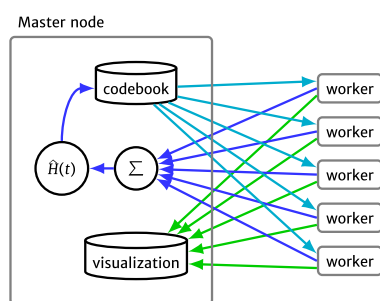 Master node
codebook
Ĥ(t)
∑
visualization
worker
worker
worker
worker
worker